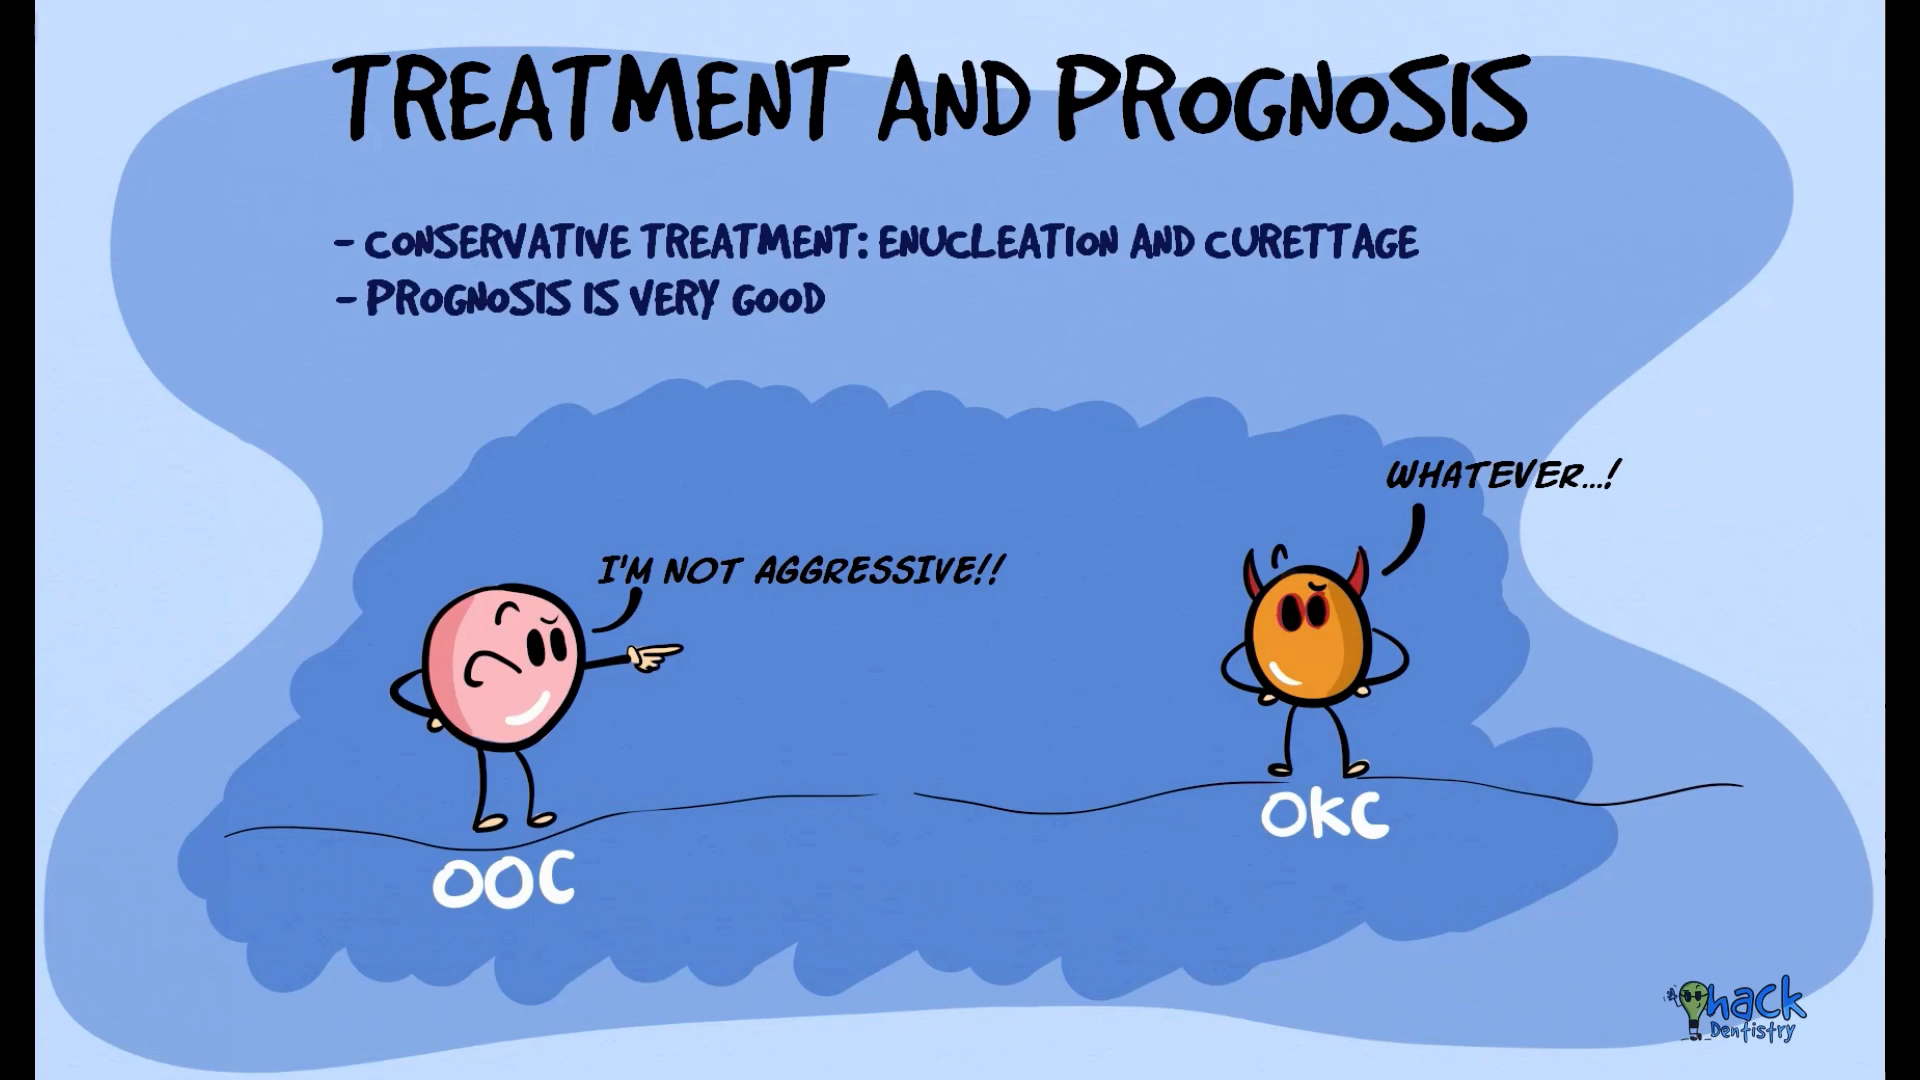 TREATMENT AND PROGNOSIS
- CONSERVATIVE TREATMENT: ENUCLEATION AND CURETTAGE
- PROGNOSIS IS VERY GOOD
WHATEVER...!
I'M NOT AGGRESSIVE!!
OKC
OOC
hack
Dentistry